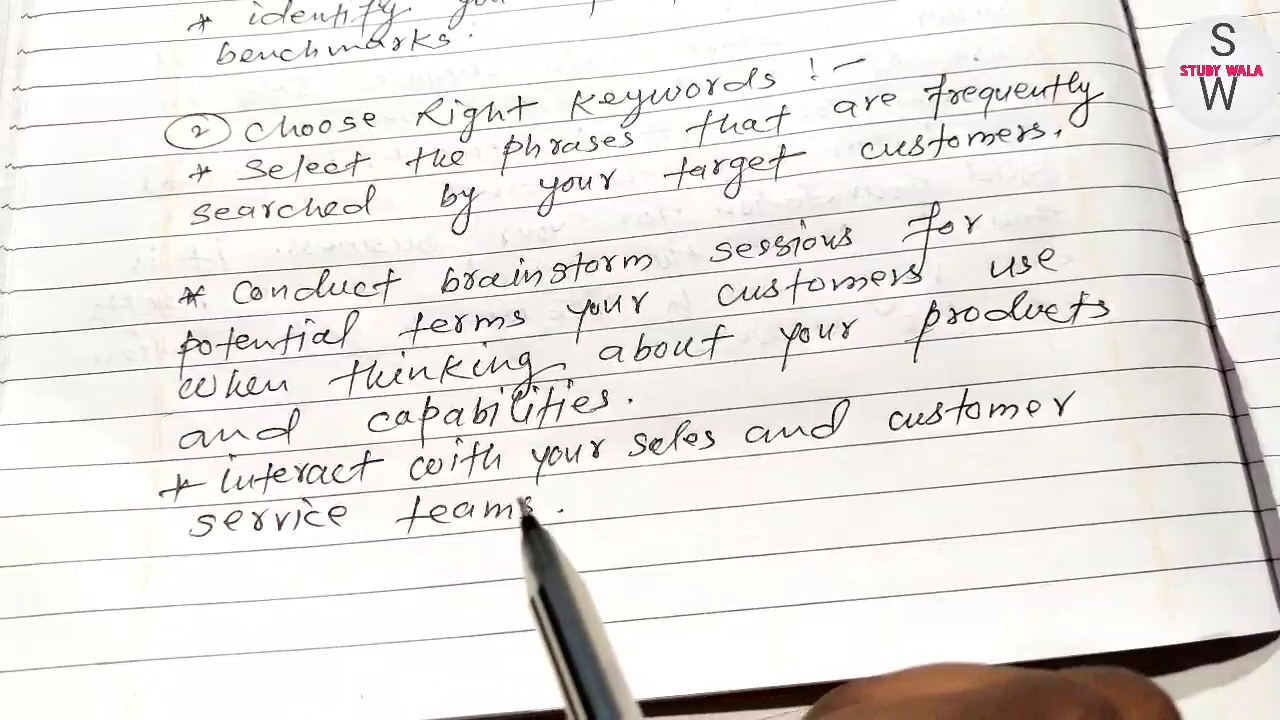 * identify
benchmarks.
② Choose Right Keywords :-
* Select the phrases that are frequently
searched by your target customers.
* Conduct brainstorm sessions for
potential terms your customers use
when thinking about your products
and capabilities.
* interact with your sales and customer
service teams.
S
STUDY WALA
W